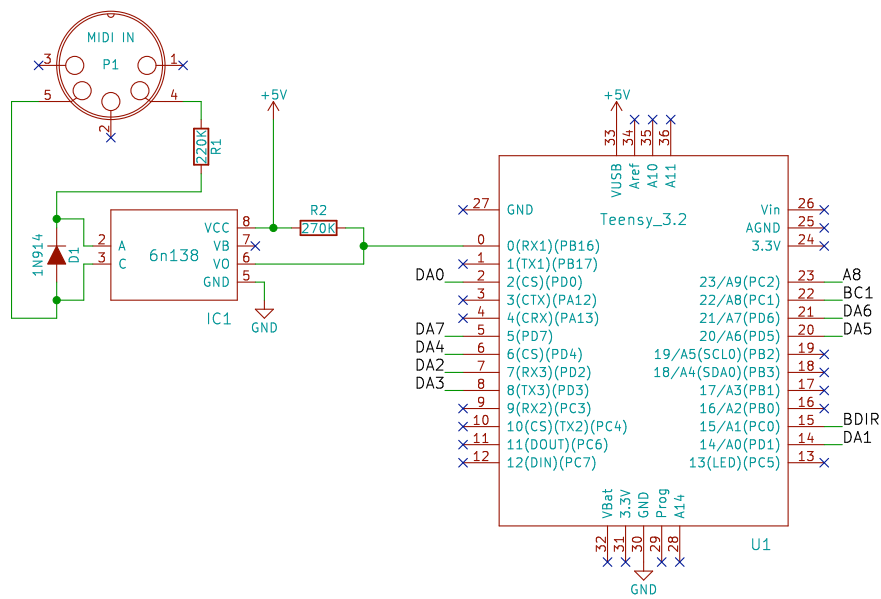 MIDI IN
P1
3
1
5
4
2
220K
R1
+5V
R2
270K
1N914
D1
2
A
3
C
6n138
VCC
8
VB
7
VO
6
GND
5
IC1
GND
+5V
33
34
35
36
VUSB
Aref
A10
A11
Teensy_3.2
27
GND
0
0(RX1)(PB16)
1
1(TX1)(PB17)
DA0
2
2(CS)(PD0)
3
3(CTX)(PA12)
4
4(CRX)(PA13)
DA7
5
5(PD7)
DA4
6
6(CS)(PD4)
DA2
7
7(RX3)(PD2)
DA3
8
8(TX3)(PD3)
9
9(RX2)(PC3)
10
10(CS)(TX2)(PC4)
11
11(DOUT)(PC6)
12
12(DIN)(PC7)
Vin
26
AGND
25
3.3V
24
23/A9(PC2)
23
A8
22/A8(PC1)
22
BC1
21/A7(PD6)
21
DA6
20/A6(PD5)
20
DA5
19/A5(SCL0)(PB2)
19
18/A4(SDA0)(PB3)
18
17/A3(PB1)
17
16/A2(PB0)
16
15/A1(PC0)
15
BDIR
14/A0(PD1)
14
DA1
13(LED)(PC5)
13
VBat
3.3V
GND
Prog
A14
32
31
30
29
28
U1
GND